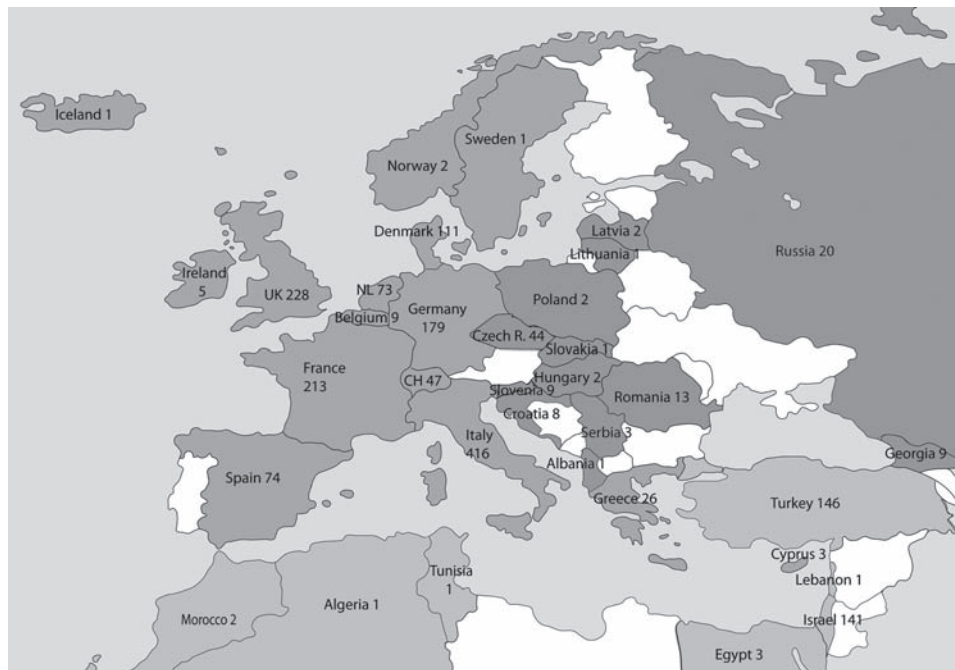 Iceland 1
Sweden 1
Norway 2
Denmark 111
Latvia 2
Lithuania 1
Russia 20
Ireland
5
UK 228
NL 73
Belgium 9
Germany
179
Poland 2
Czech R. 44
Slovakia 1
France
213
CH 47
Hungary 2
Slovenia 9
Romania 13
Croatia 8
Italy
416
Serbia 3
Albania 1
Georgia 9
Spain 74
Greece 26
Turkey 146
Cyprus 3
Lebanon 1
Tunisia
1
Algeria 1
Morocco 2
Israel 141
Egypt 3